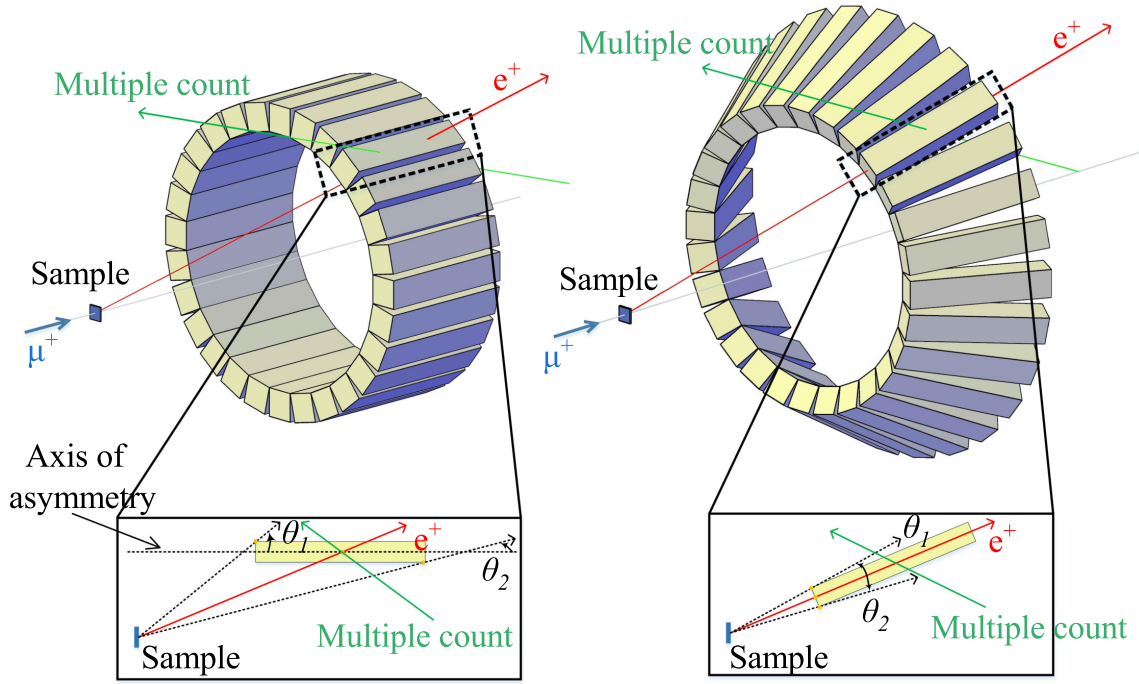 Multiple count
e⁺
Sample
μ⁺
Axis of
asymmetry
θ₁
e⁺
θ₂
Multiple count
Sample
Multiple count
e⁺
Sample
μ⁺
θ₁
e⁺
θ₂
Multiple count
Sample